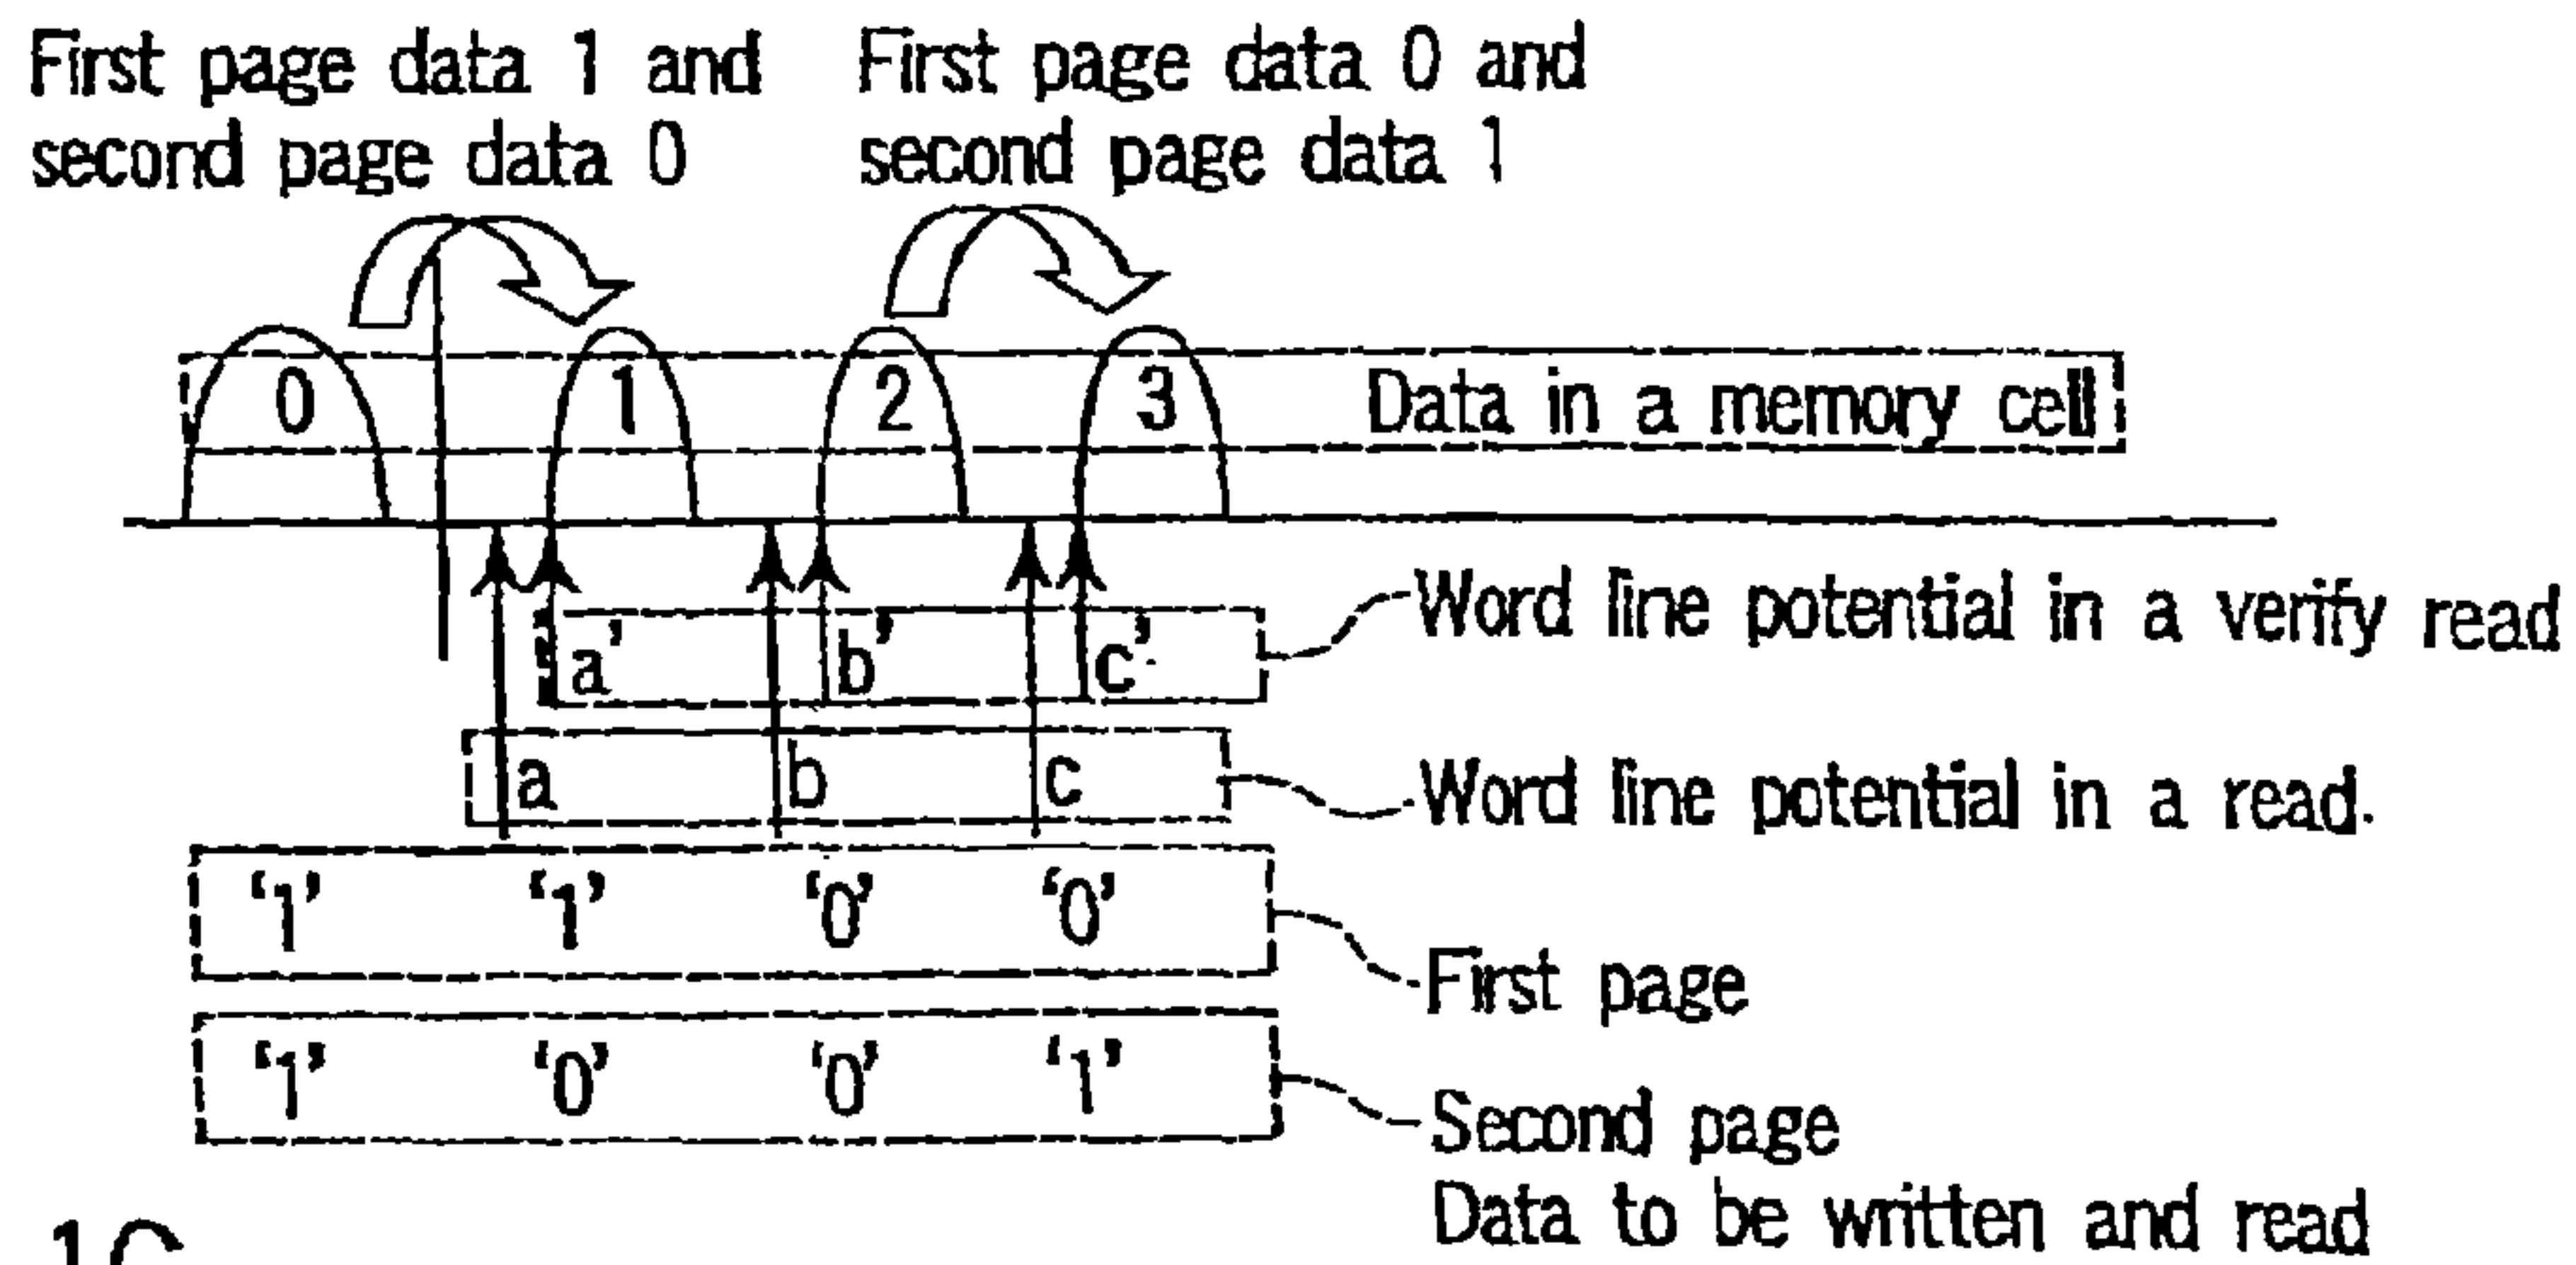 First page data 1 and
second page data 0
First page data 0 and
second page data 1
0 1 2 3 Data in a memory cell
Word line potential in a verify read
a' b' c'
a b c
Word line potential in a read.
'1' '1' '0' '0'
First page
'1' '0' '0' '1'
Second page
Data to be written and read